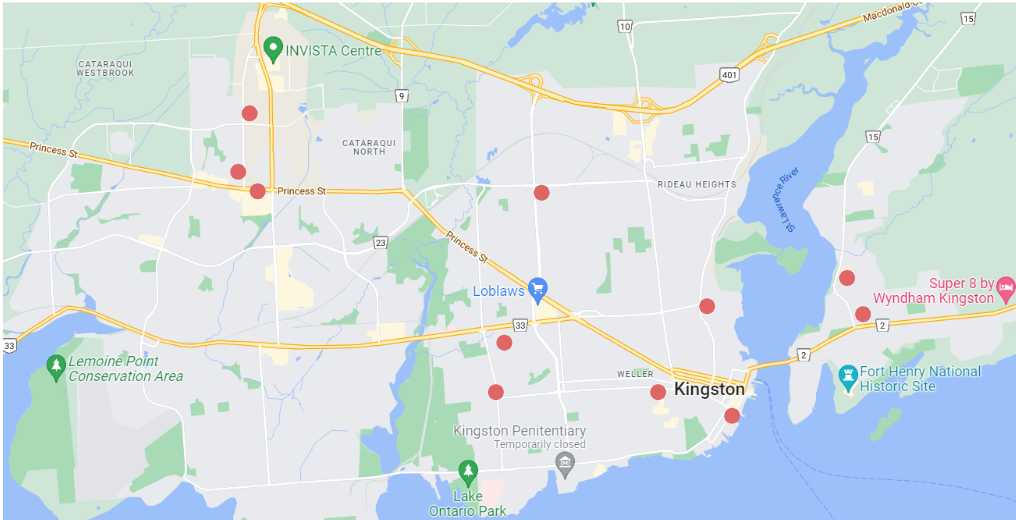 Macdonald-C
15
10
INVISTA Centre
CATARAQUI
WESTBROOK
401
9
15
Princess St
CATARAQUI
NORTH
RIDEAU HEIGHTS
Princess St
St Lawrence River
23
Princess St
Loblaws
Super 8 by
Wyndham Kingston
33
2
33
2
Lemoine Point
Conservation Area
WELLER
Kingston
Fort Henry National
Historic Site
Kingston Penitentiary
Temporarily closed
Lake
Ontario Park